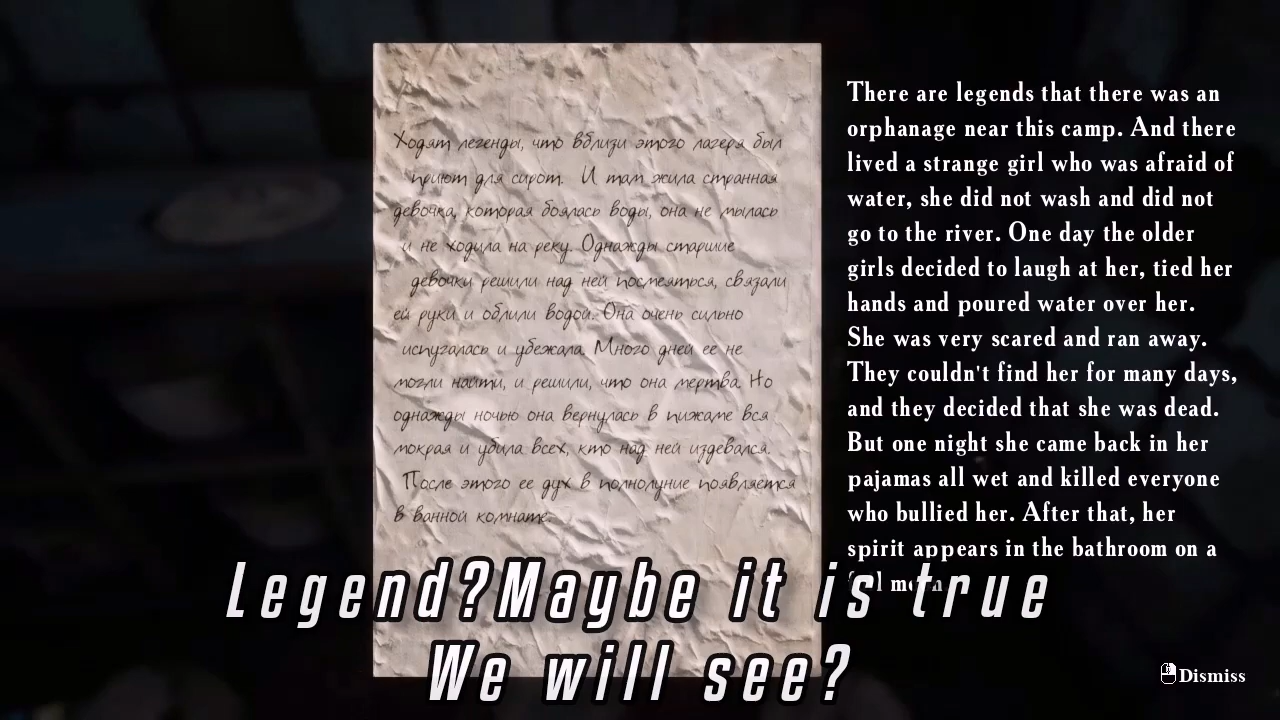 Ходят легенды, что вблизи этого лагеря был
приют для сирот. И там жила странная
девочка, которая боялась воды, она не мылась
и не ходила на реку. Однажды старшие
девочки решили над ней посмеяться, связали
ей руки и облили водой. Она очень сильно
испугалась и убежала. Много дней ее не
могли найти, и решили, что она мертва. Но
однажды ночью она вернулась в пижаме вся
мокрая и убила всех, кто над ней издевался.
После этого ее дух в полнолуние появляется
в ванной комнате.
There are legends that there was an
orphanage near this camp. And there
lived a strange girl who was afraid of
water, she did not wash and did not
go to the river. One day the older
girls decided to laugh at her, tied her
hands and poured water over her.
She was very scared and ran away.
They couldn't find her for many days,
and they decided that she was dead.
But one night she came back in her
pajamas all wet and killed everyone
who bullied her. After that, her
spirit appears in the bathroom on a
Legend?Maybe it is true
We will see?
Dismiss